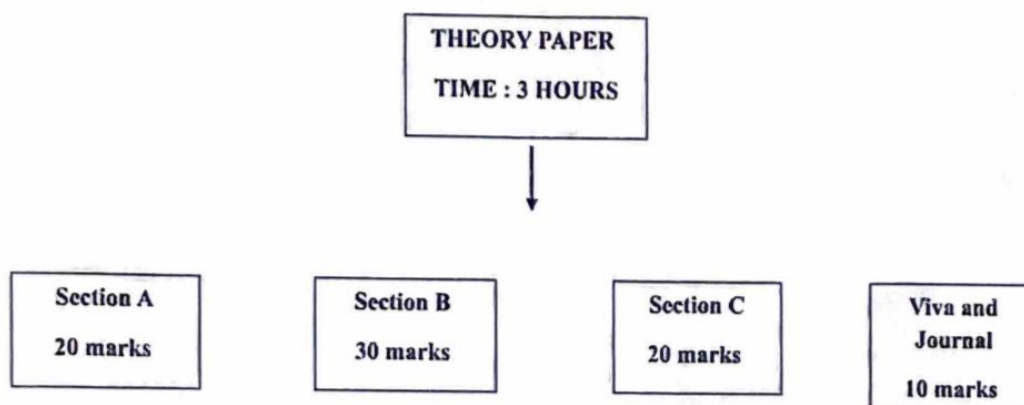 THEORY PAPER
TIME : 3 HOURS
Section A
20 marks
Section B
30 marks
Section C
20 marks
Viva and
Journal
10 marks